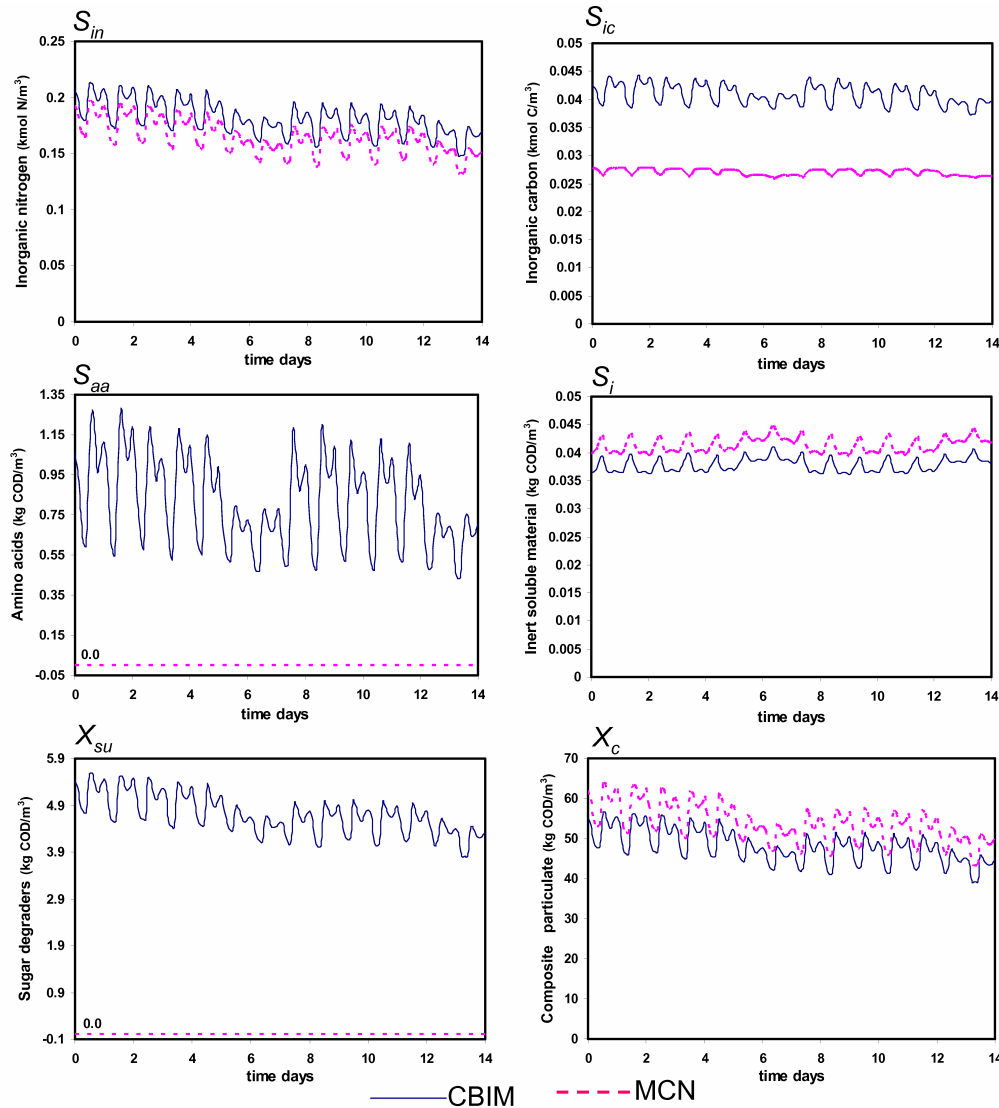 S_in
Inorganic nitrogen (kmol N/m³)
0.25
0.2
0.15
0.1
0.05
0
0 2 4 6 8 10 12 14
time days
S_ic
Inorganic carbon (kmol C/m³)
0.05
0.045
0.04
0.035
0.03
0.025
0.02
0.015
0.01
0.005
0
0 2 4 6 8 10 12 14
time days
S_aa
Amino acids (kg COD/m³)
1.35
1.15
0.95
0.75
0.55
0.35
0.15
-0.05
0.0
0 2 4 6 8 10 12 14
time days
S_i
Inert soluble material (kg COD/m³)
0.05
0.045
0.04
0.035
0.03
0.025
0.02
0.015
0.01
0.005
0
0 2 4 6 8 10 12 14
time days
X_su
Sugar degraders (kg COD/m³)
5.9
4.9
3.9
2.9
1.9
0.9
-0.1
0.0
0 2 4 6 8 10 12 14
time days
X_c
Composite particulate (kg COD/m³)
70
60
50
40
30
20
10
0
0 2 4 6 8 10 12 14
time days
CBIM MCN